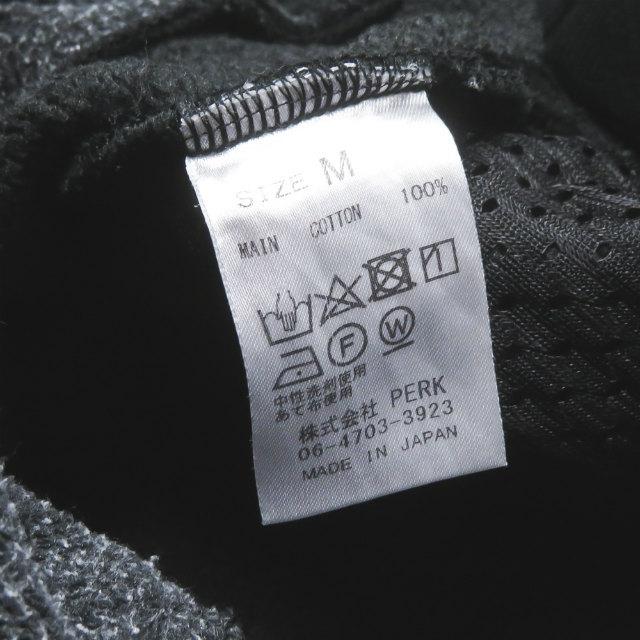 SIZE M
MAIN COTTON 100%
F W
中性洗剤使用
あて布使用
株式会社 PERK
06-4703-3923
MADE IN JAPAN